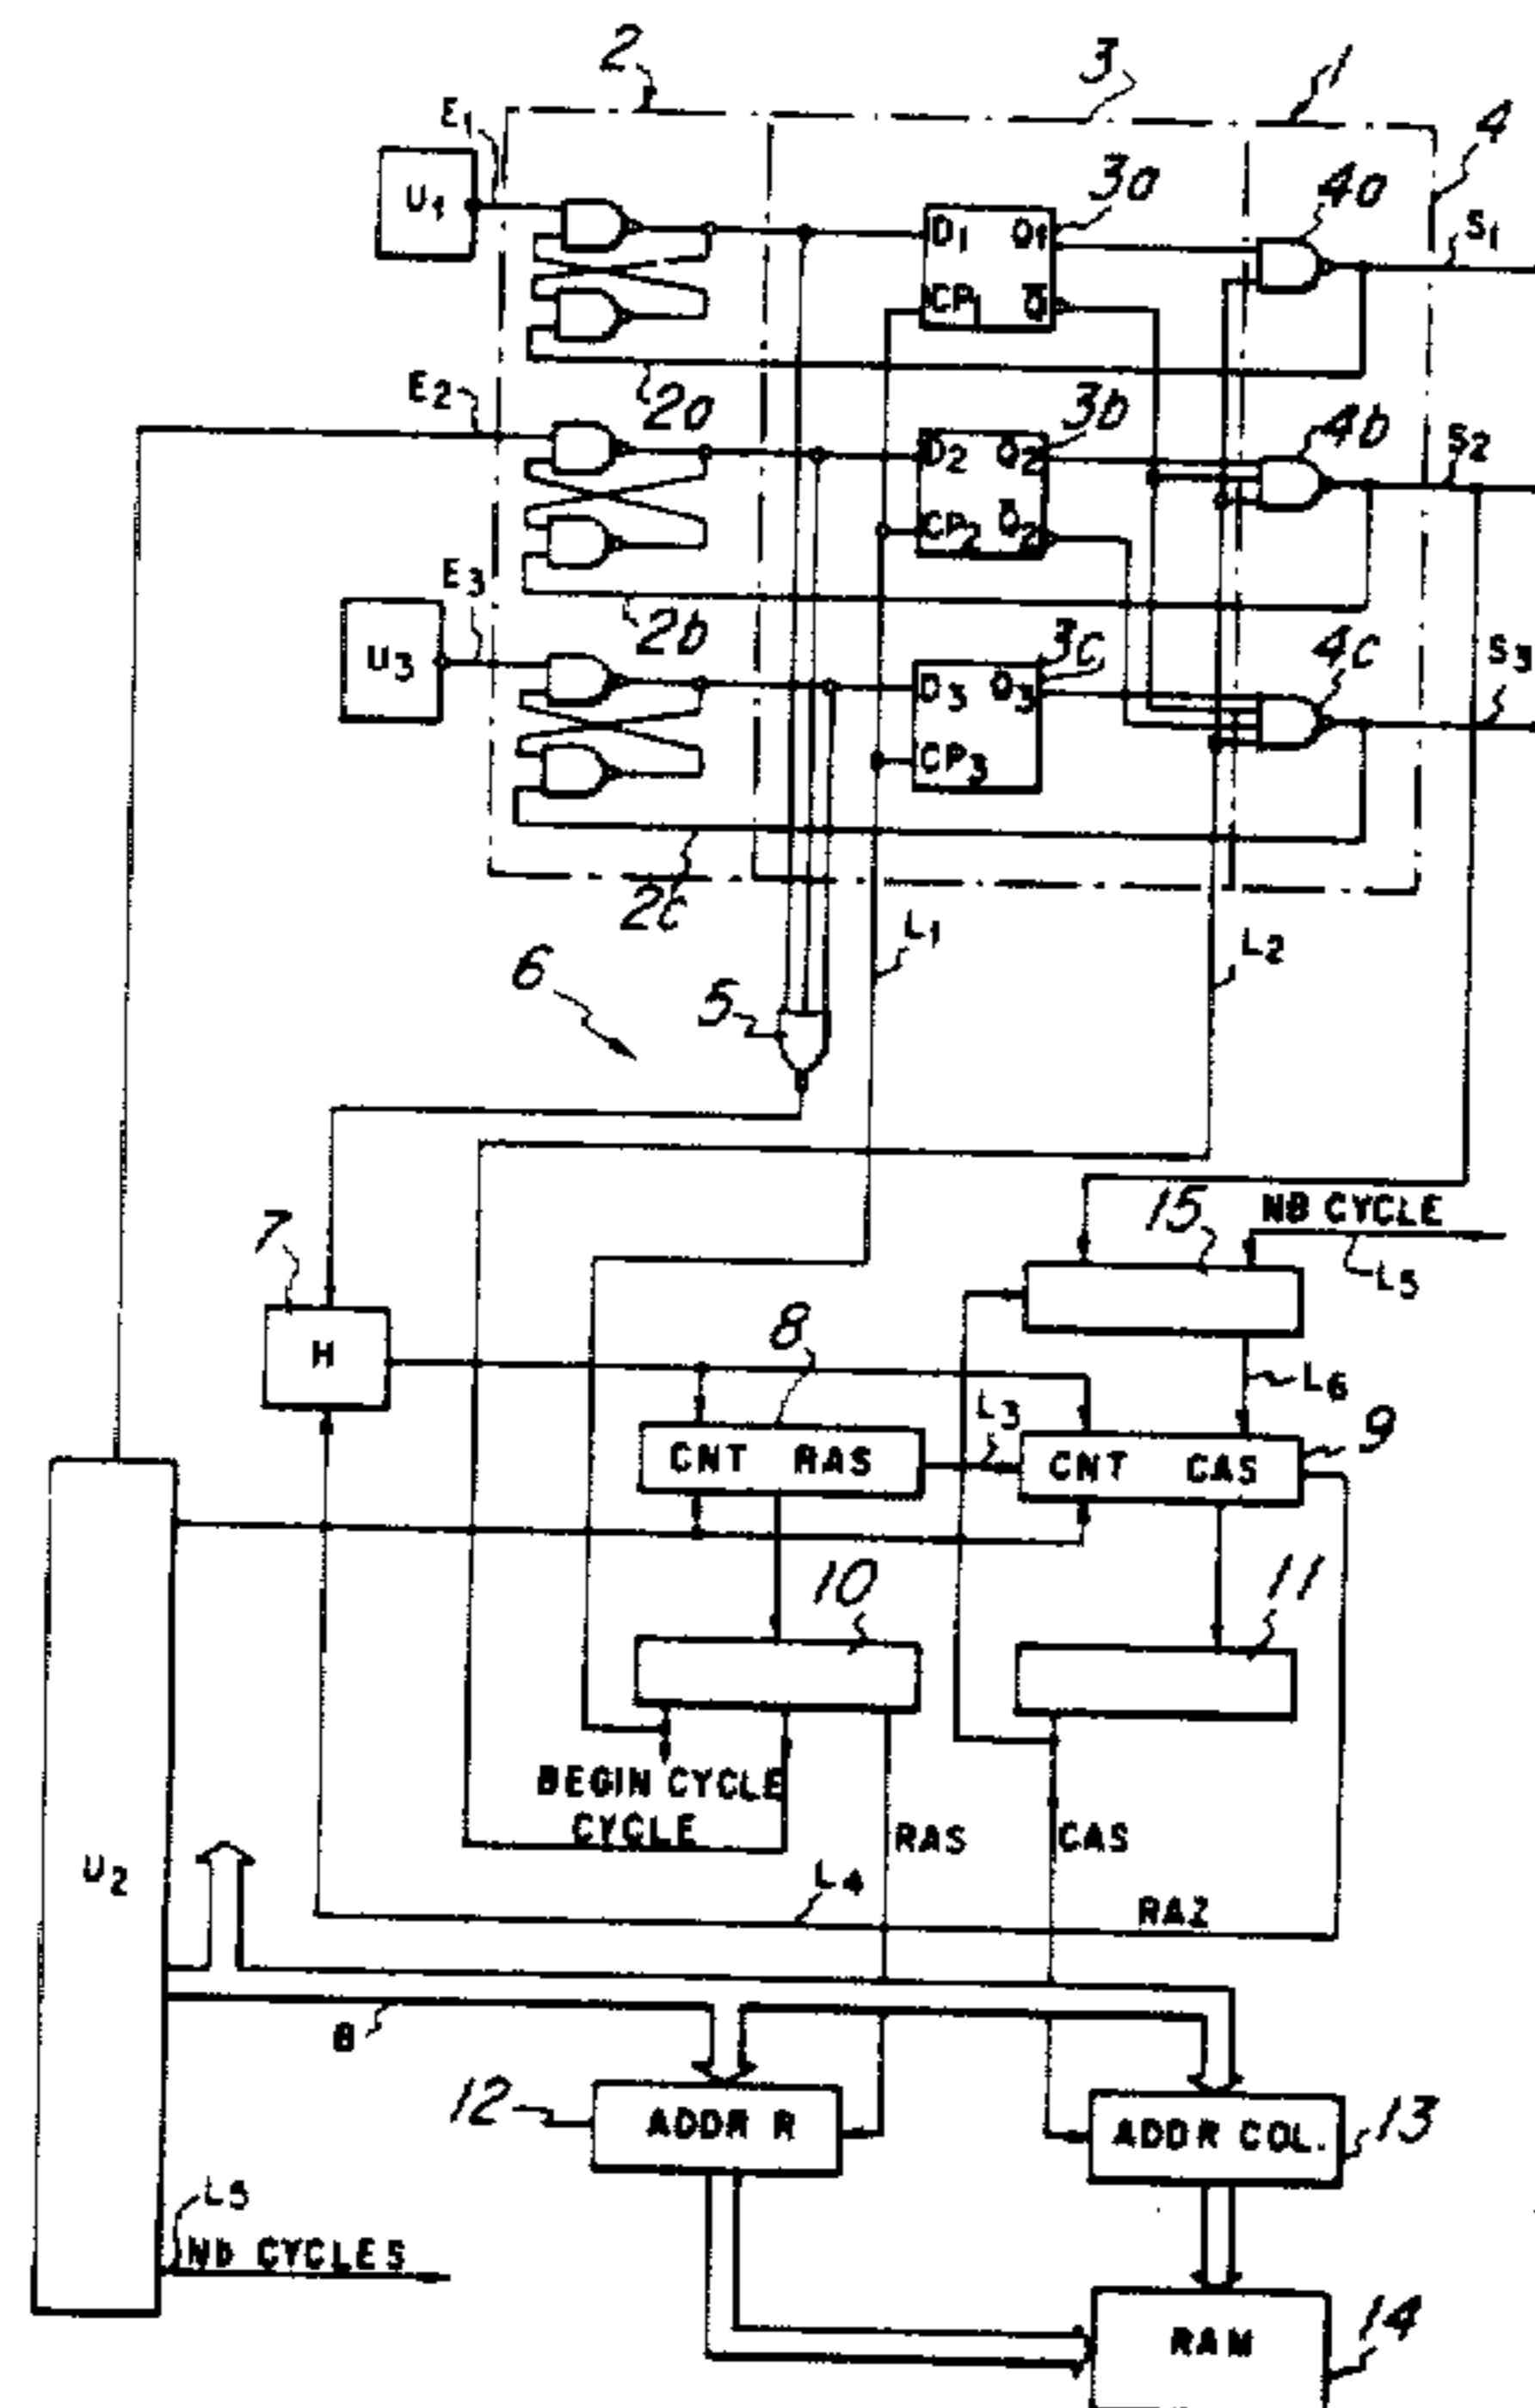 2 3 1
E1 4
U1 3a 4a S1
D1 Q1
CP1 Q̅
E2 2a 3b 4b S2
D2 Q̅2
CP2 Q̅2
E3 2b 3c 4c S3
U3 D3 Q3
CP3
2c L1 L2
6 5
15 NB CYCLE
7 L5
H 8 L6
L3 9
CNT RAS CNT CAS
10 11
BEGIN CYCLE
CYCLE RAS CAS
U2 L4 RAZ
B
12 ADDR R ADDR COL. 13
L5
NB CYCLES
RAM 14